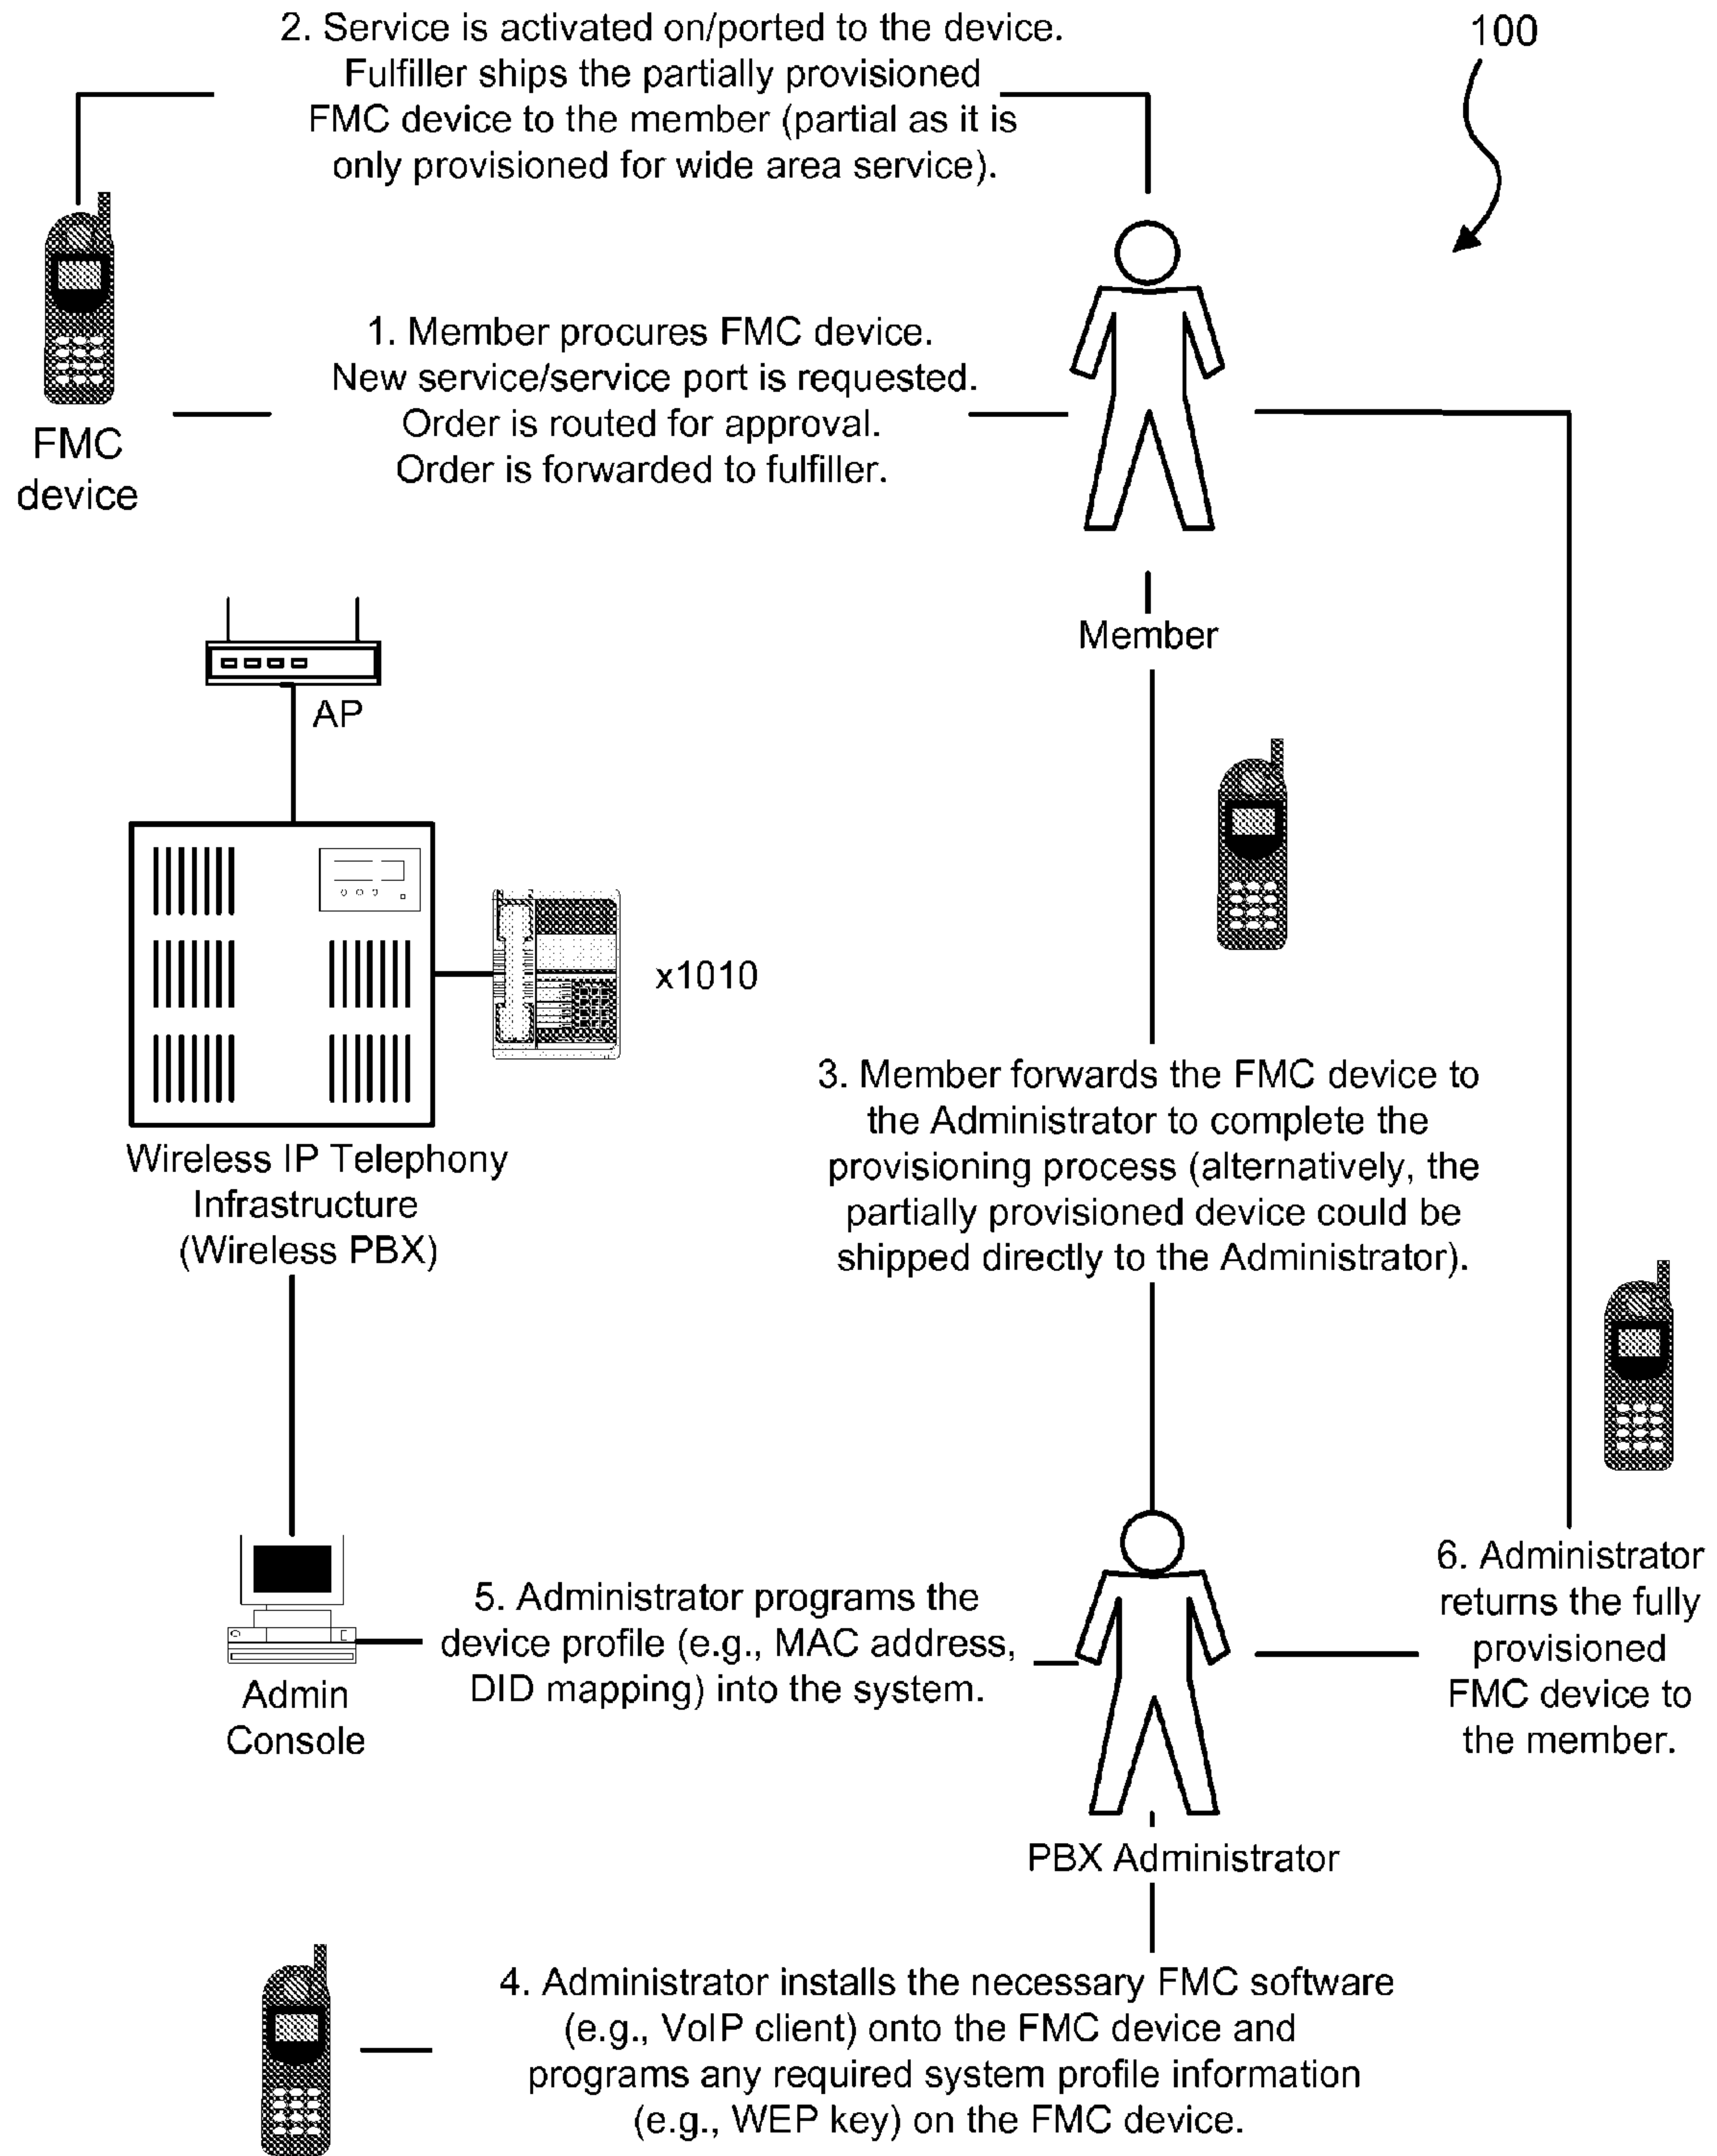 2. Service is activated on/ported to the device.
Fulfiller ships the partially provisioned
FMC device to the member (partial as it is
only provisioned for wide area service).
100
1. Member procures FMC device.
New service/service port is requested.
Order is routed for approval.
Order is forwarded to fulfiller.
FMC
device
Member
AP
x1010
Wireless IP Telephony
Infrastructure
(Wireless PBX)
3. Member forwards the FMC device to
the Administrator to complete the
provisioning process (alternatively, the
partially provisioned device could be
shipped directly to the Administrator).
5. Administrator programs the
device profile (e.g., MAC address,
DID mapping) into the system.
Admin
Console
6. Administrator
returns the fully
provisioned
FMC device to
the member.
PBX Administrator
4. Administrator installs the necessary FMC software
(e.g., VoIP client) onto the FMC device and
programs any required system profile information
(e.g., WEP key) on the FMC device.